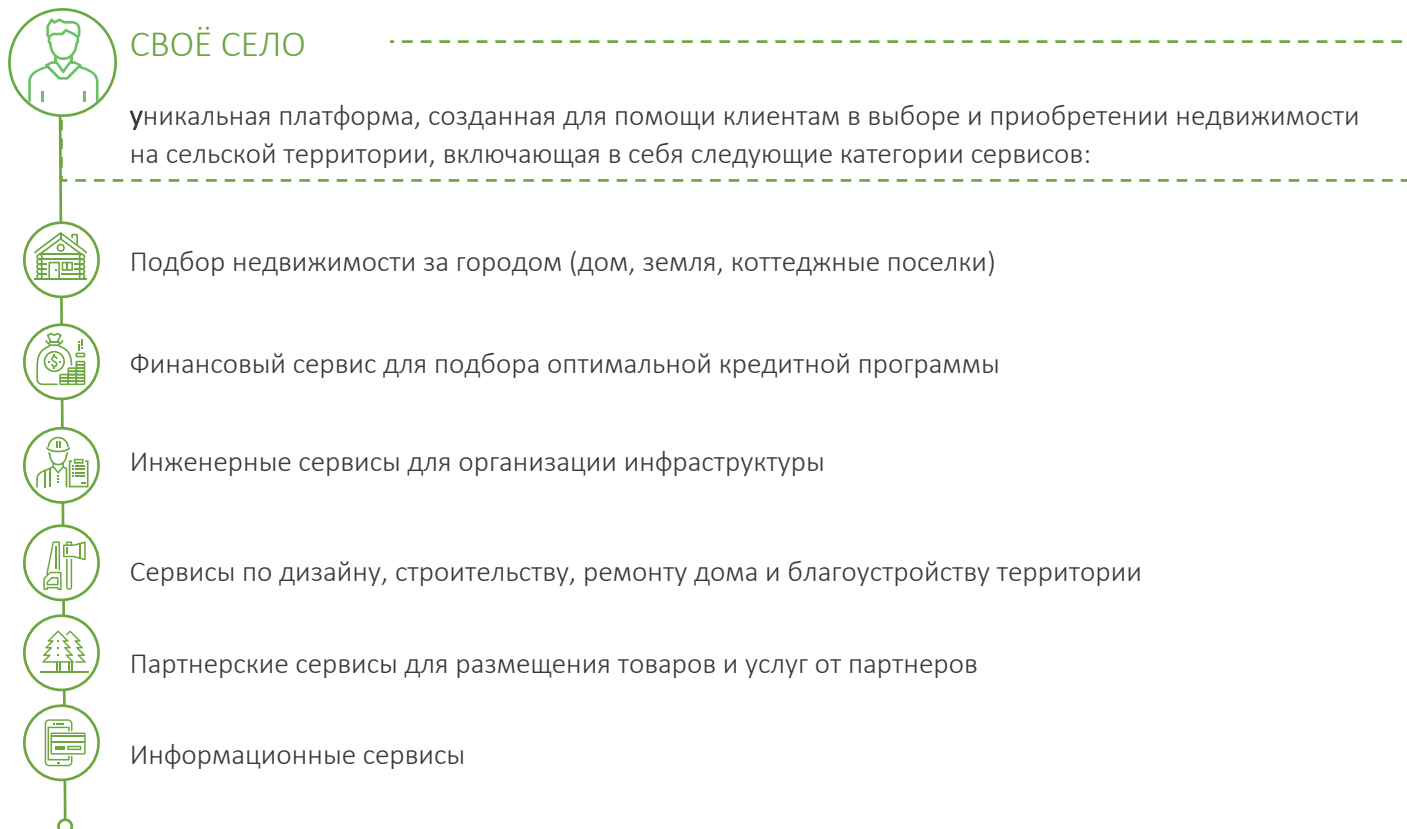 СВОЁ СЕЛО
уникальная платформа, созданная для помощи клиентам в выборе и приобретении недвижимости
на сельской территории, включающая в себя следующие категории сервисов:
Подбор недвижимости за городом (дом, земля, коттеджные поселки)
Финансовый сервис для подбора оптимальной кредитной программы
Инженерные сервисы для организации инфраструктуры
Сервисы по дизайну, строительству, ремонту дома и благоустройству территории
Партнерские сервисы для размещения товаров и услуг от партнеров
Информационные сервисы